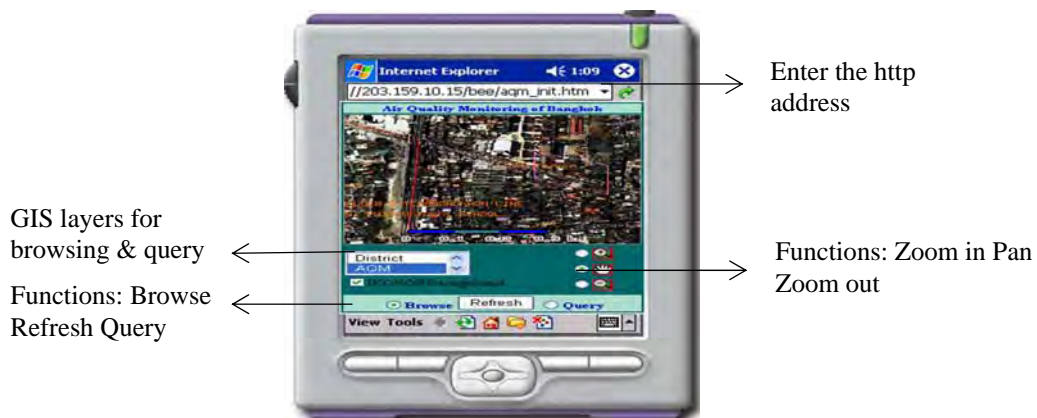 Internet Explorer
1:09
//203.159.10.15/bee/aqm_init.htm
Air Quality Monitoring of Bangkok
District
AQM
Browse
Refresh
Query
View Tools
Enter the http
address
GIS layers for
browsing & query
Functions: Browse
Refresh Query
Functions: Zoom in Pan
Zoom out